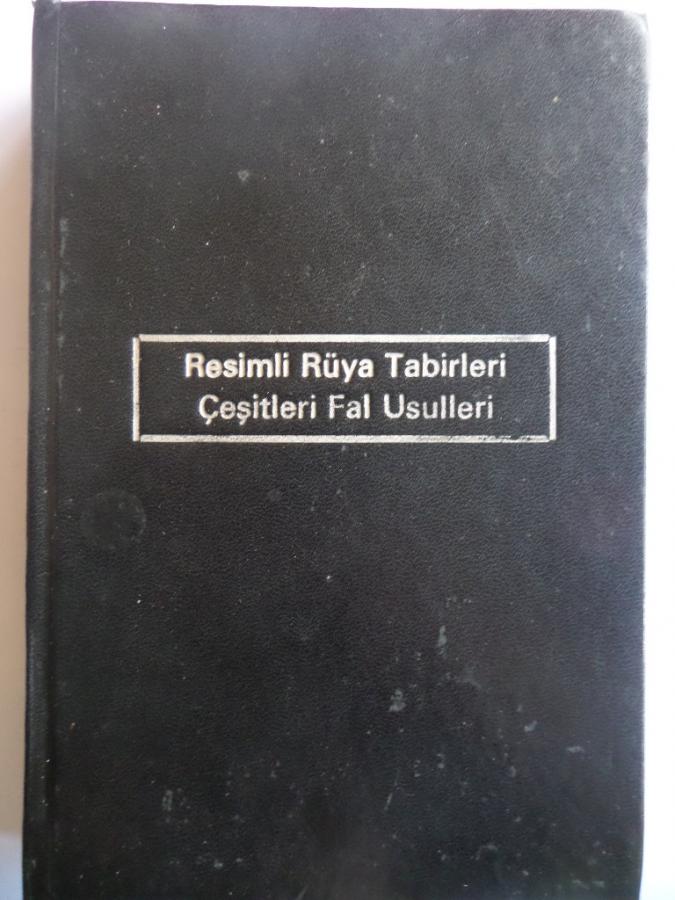 Resimli Rüya Tabirleri
Çeşitleri Fal Usulleri